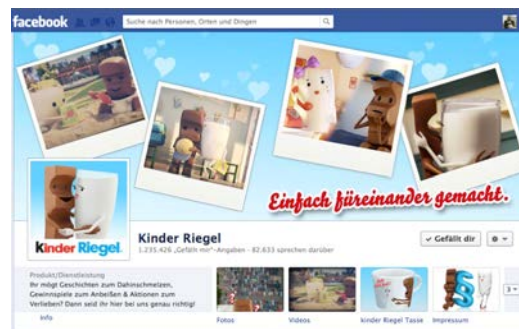 facebook
Suche nach Personen, Orten und Dingen
Einfach füreinander gemacht.
Kinder Riegel
Kinder Riegel
1.235.426 „Gefällt mir“-Angaben · 82.633 sprechen darüber
Gefällt dir
Produkt/Dienstleistung
Ihr mögt Geschichten zum Dahinschmelzen,
Gewinnspiele zum Anbeißen & Aktionen zum
Verlieben? Dann seid ihr hier bei uns genau richtig!
Info
Fotos
Videos
kinder Riegel Tasse
Impressum
3